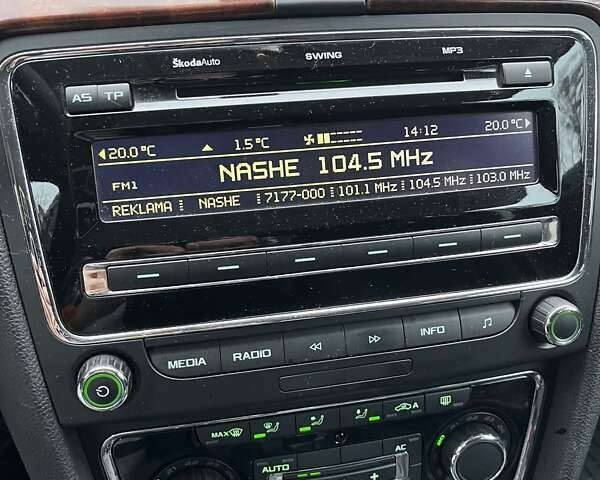 ŠkodaAuto SWING MP3
AS TP
20.0°C 1.5°C 14:12 20.0°C
NASHE 104.5 MHz
FM1
REKLAMA NASHE 7177-000 101.1 MHz 104.5 MHz 103.0 MHz
MEDIA RADIO INFO
MAX A
AC
AUTO